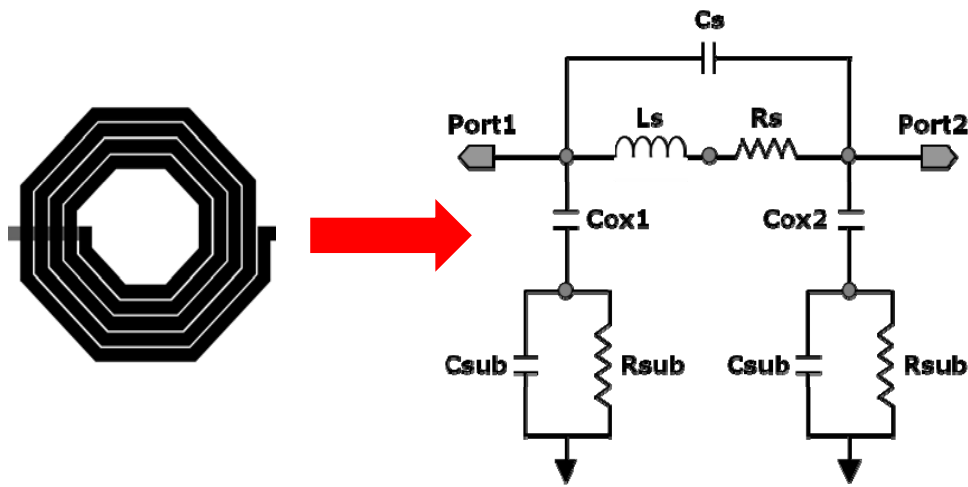 Cs
Port1
Ls
Rs
Port2
Cox1
Cox2
Csub
Rsub
Csub
Rsub